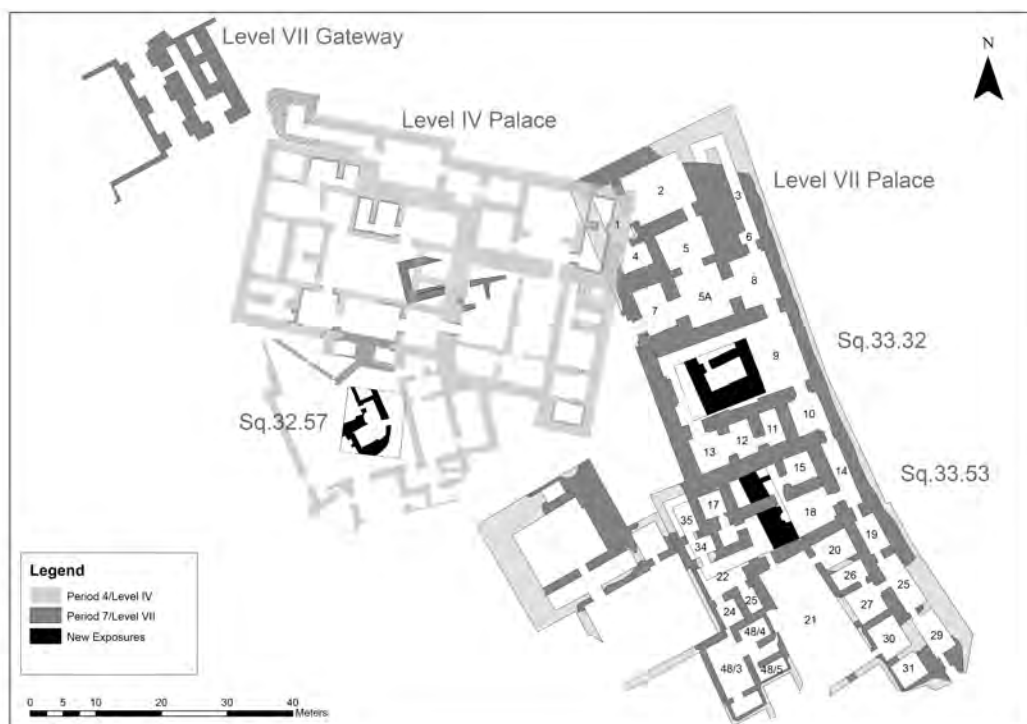 Level VII Gateway
N
Level IV Palace
Level VII Palace
1
2
3
4
5
6
7
5A
8
Sq.33.32
9
Sq.32.57
10
11
12
13
Sq.33.53
14
15
17
18
35
34
19
20
22
26
25
24
25
27
21
48/4
30
29
48/3
48/5
31
Legend
Period 4/Level IV
Period 7/Level VII
New Exposures
0 5 10 20 30 40
Meters